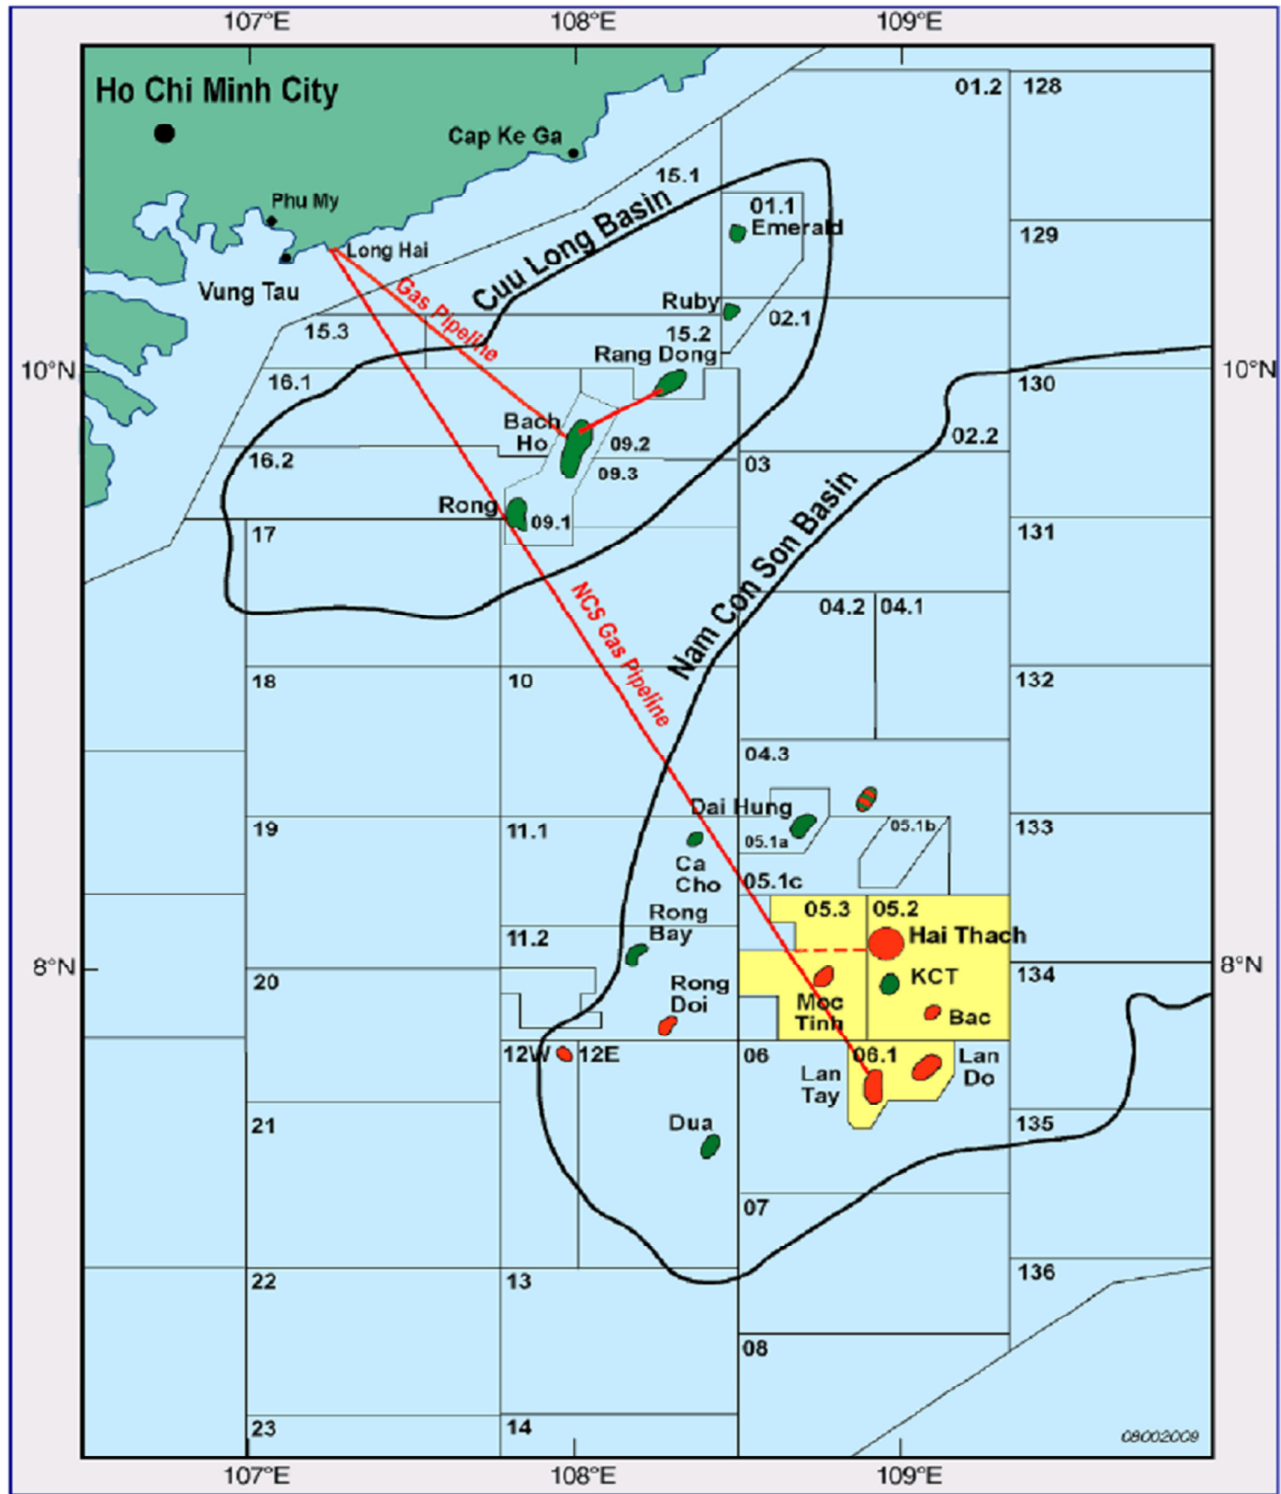 107°E 108°E 109°E
Ho Chi Minh City
01.2 128
Cap Ke Ga
15.1
Phu My
01.1
Emerald
129
Long Hai
Vung Tau
Cuu Long Basin
Gas Pipeline
Ruby
02.1
15.3
15.2
Rang Dong
10°N
10°N
16.1
130
Bach
Ho
09.2
02.2
16.2
09.3
03
Rong
09.1
17
131
Nam Con Son Basin
NCS Gas Pipeline
04.2 04.1
18
10
132
04.3
Dai Hung
19
11.1
05.1a
05.1b
133
Ca
Cho
05.1c
Rong
Bay
05.3 05.2
Hai Thach
11.2
8°N
8°N
20
134
Rong
Doi
KCT
Moc
Tinh
Bac
12W 12E
06
06.1
Lan
Do
Lan
Tay
21
Dua
135
07
22
13
136
08
23
14
08002009
107°E 108°E 109°E